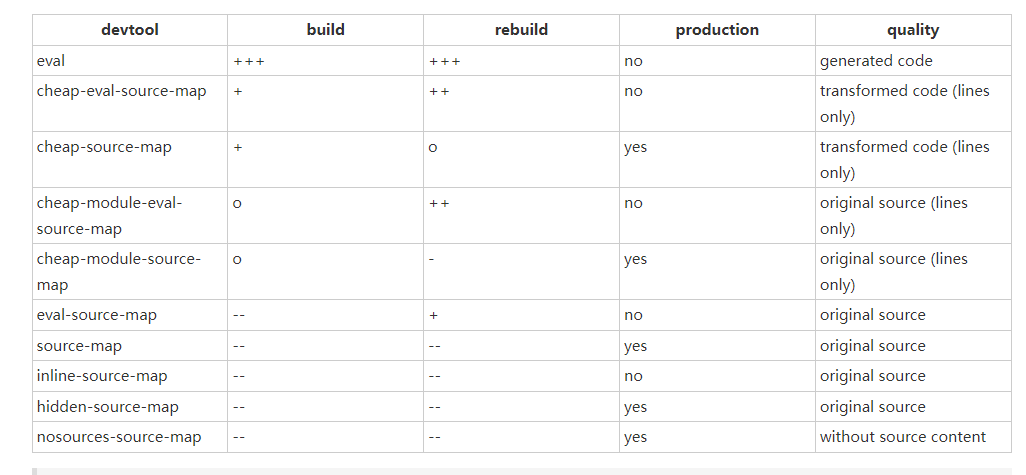 devtool build rebuild production quality
eval +++ +++ no generated code
cheap-eval-source-map + ++ no transformed code (lines
only)
cheap-source-map + o yes transformed code (lines
only)
cheap-module-eval- o ++ no original source (lines
source-map only)
cheap-module-source- o - yes original source (lines
map only)
eval-source-map -- + no original source
source-map -- -- yes original source
inline-source-map -- -- no original source
hidden-source-map -- -- yes original source
nosources-source-map -- -- yes without source content